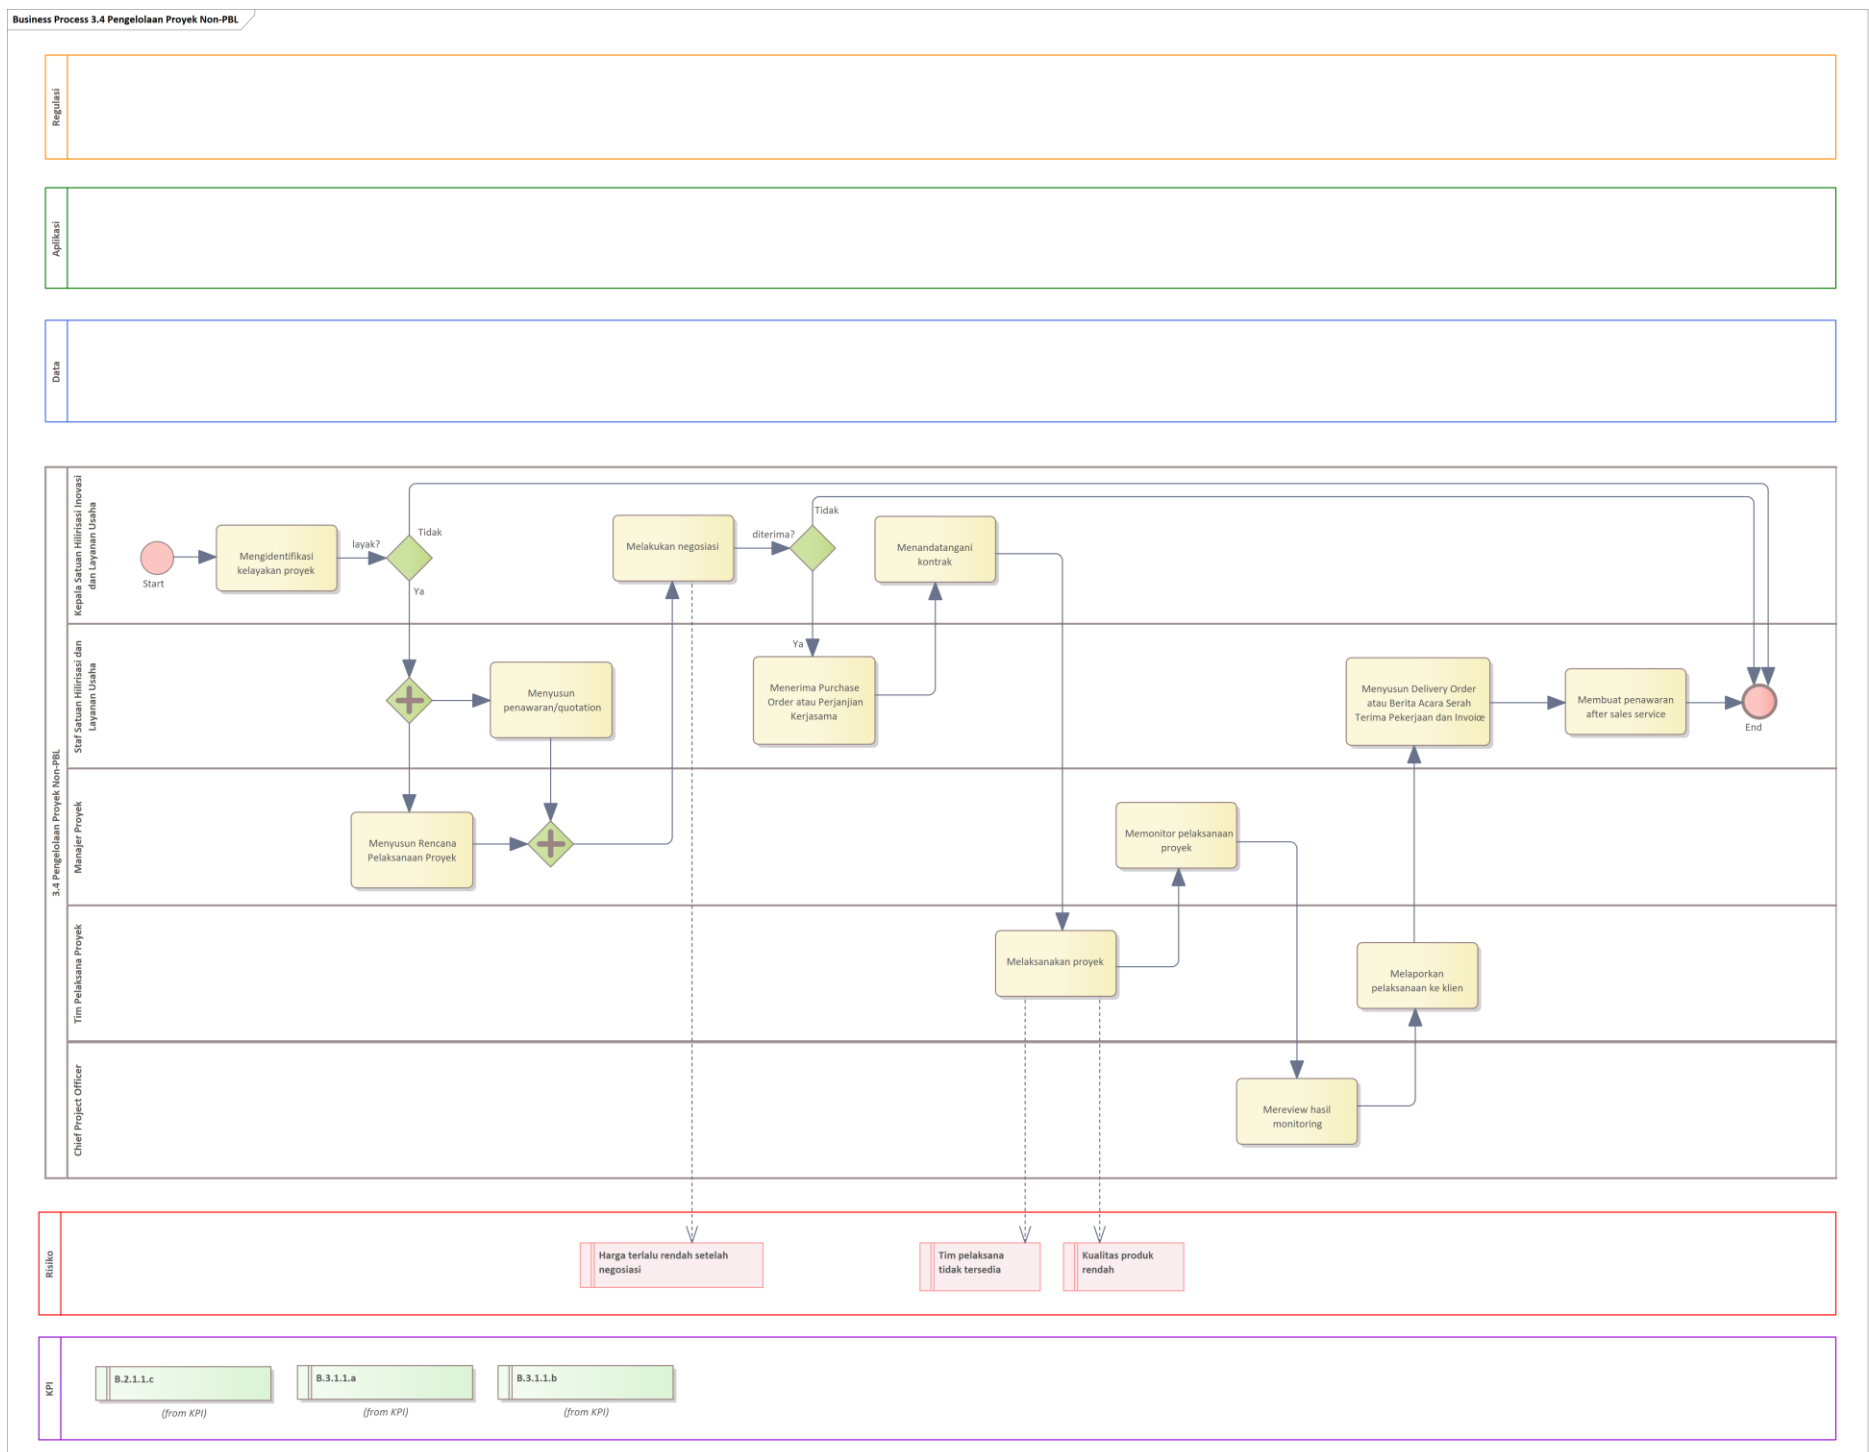 Business Process 3.4 Pengelolaan Proyek Non-PBL
Regulasi
Aplikasi
Data
3.4 Pengelolaan Proyek Non-PBL
Kepala Satuan Hilirisasi Inovasi
dan Layanan Usaha
Start
Mengidentifikasi
kelayakan proyek
layak?
Tidak
Ya
Melakukan negosiasi
diterima?
Tidak
Ya
Menandatangani
kontrak
Staf Satuan Hilirisasi dan
Layanan Usaha
Menyusun
penawaran/quotation
Menerima Purchase
Order atau Perjanjian
Kerjasama
Menyusun Delivery Order
atau Berita Acara Serah
Terima Pekerjaan dan Invoice
Membuat penawaran
after sales service
End
Manajer Proyek
Menyusun Rencana
Pelaksanaan Proyek
Memonitor pelaksanaan
proyek
Tim Pelaksana Proyek
Melaksanakan proyek
Melaporkan
pelaksanaan ke klien
Chief Project Officer
Mereview hasil
monitoring
Risiko
Harga terlalu rendah setelah
negosiasi
Tim pelaksana
tidak tersedia
Kualitas produk
rendah
KPI
B.2.1.1.c
(from KPI)
B.3.1.1.a
(from KPI)
B.3.1.1.b
(from KPI)